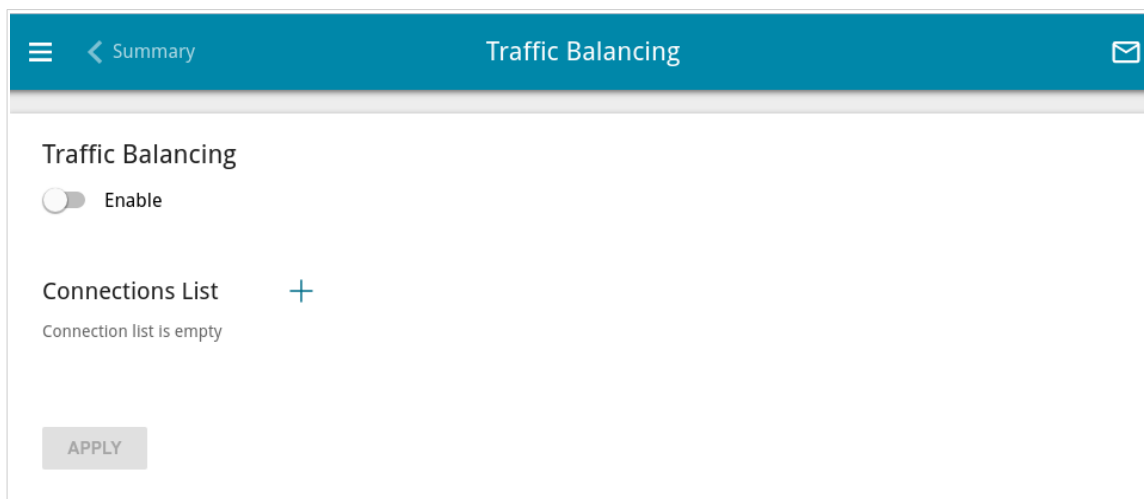 Summary
Traffic Balancing
Traffic Balancing
Enable
Connections List
Connection list is empty
APPLY